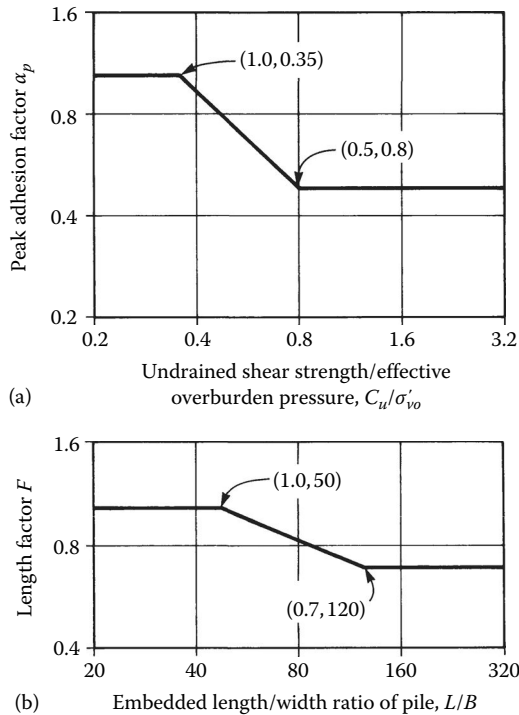 1.6
0.8
0.4
0.2
Peak adhesion factor αp
(1.0, 0.35)
(0.5, 0.8)
0.2 0.4 0.8 1.6 3.2
Undrained shear strength/effective
overburden pressure, Cu/σ′vo
(a)
1.6
0.8
0.4
Length factor F
(1.0, 50)
(0.7, 120)
20 40 80 160 320
(b) Embedded length/width ratio of pile, L/B